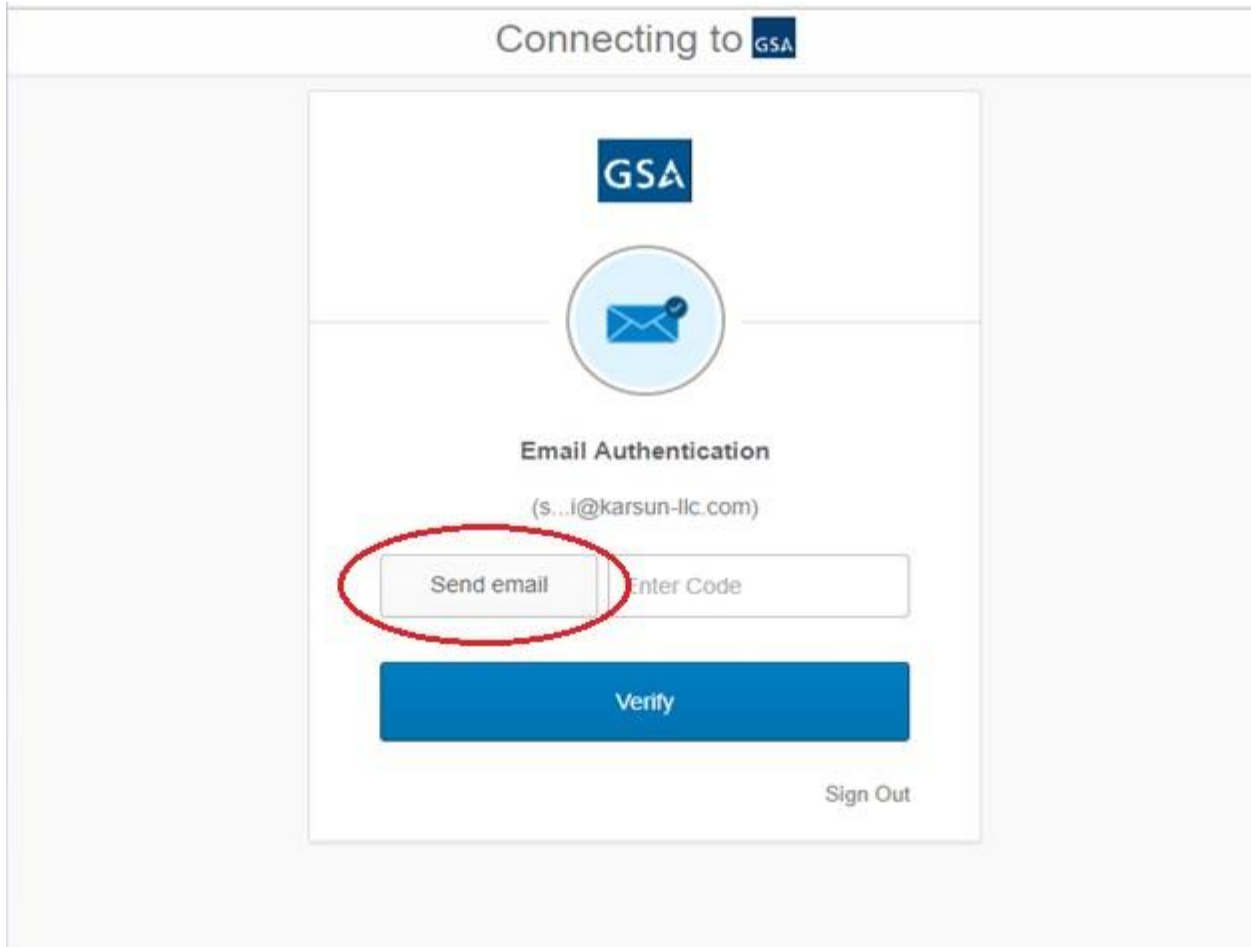 Connecting to GSA
GSA
Email Authentication
(s...i@karsun-llc.com)
Send email
Enter Code
Verify
Sign Out